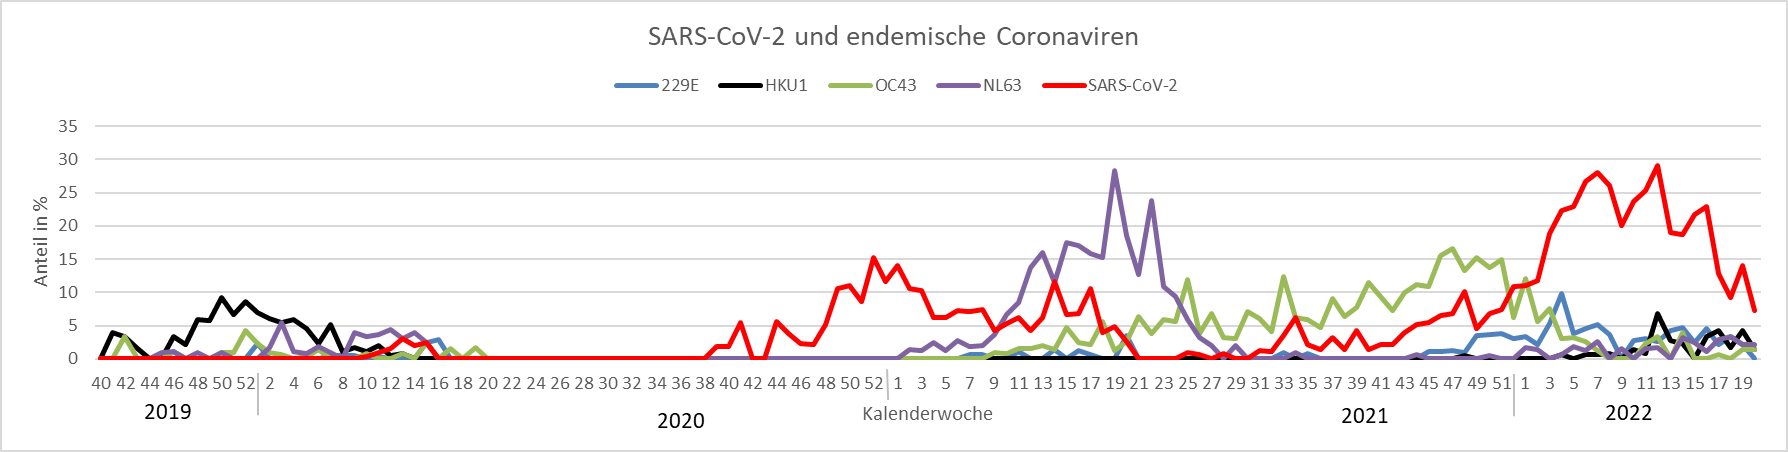 SARS-CoV-2 und endemische Coronaviren
229E HKU1 OC43 NL63 SARS-CoV-2
Anteil in %
35
30
25
20
15
10
5
0
40 42 44 46 48 50 52 2 4 6 8 10 12 14 16 18 20 22 24 26 28 30 32 34 36 38 40 42 44 46 48 50 52 1 3 5 7 9 11 13 15 17 19 21 23 25 27 29 31 33 35 37 39 41 43 45 47 49 51 1 3 5 7 9 11 13 15 17 19
2019 2020 2021 2022
Kalenderwoche